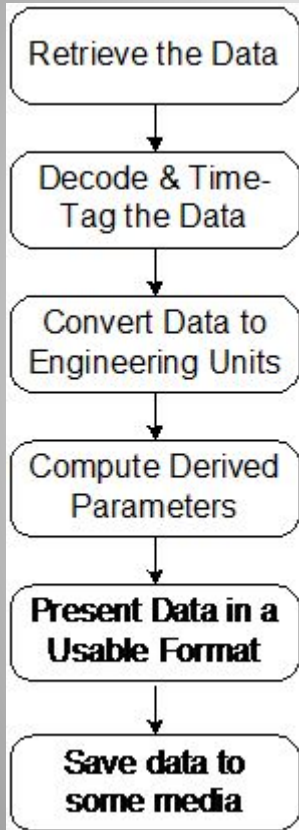 Retrieve the Data
Decode & Time-
Tag the Data
Convert Data to
Engineering Units
Compute Derived
Parameters
Present Data in a
Usable Format
Save data to
some media